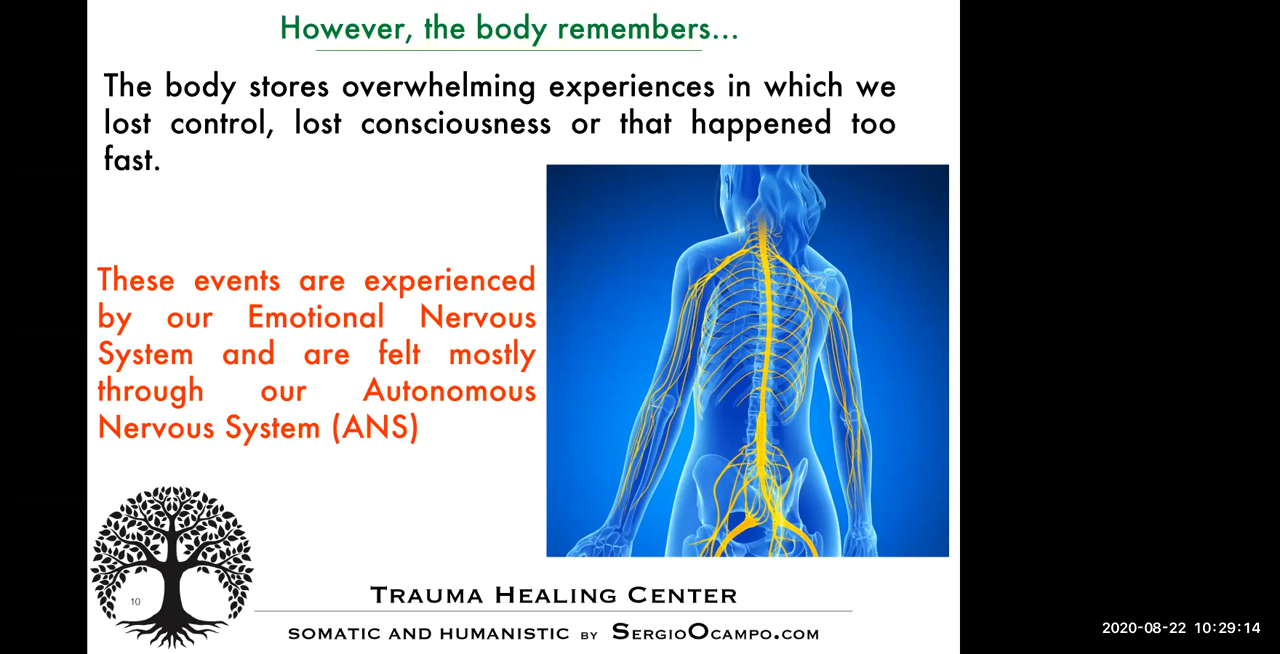 However, the body remembers...
The body stores overwhelming experiences in which we
lost control, lost consciousness or that happened too
fast.
These events are experienced
by our Emotional Nervous
System and are felt mostly
through our Autonomous
Nervous System (ANS)
10
Trauma Healing Center
somatic and humanistic by SergioOcampo.com
2020-08-22 10:29:14